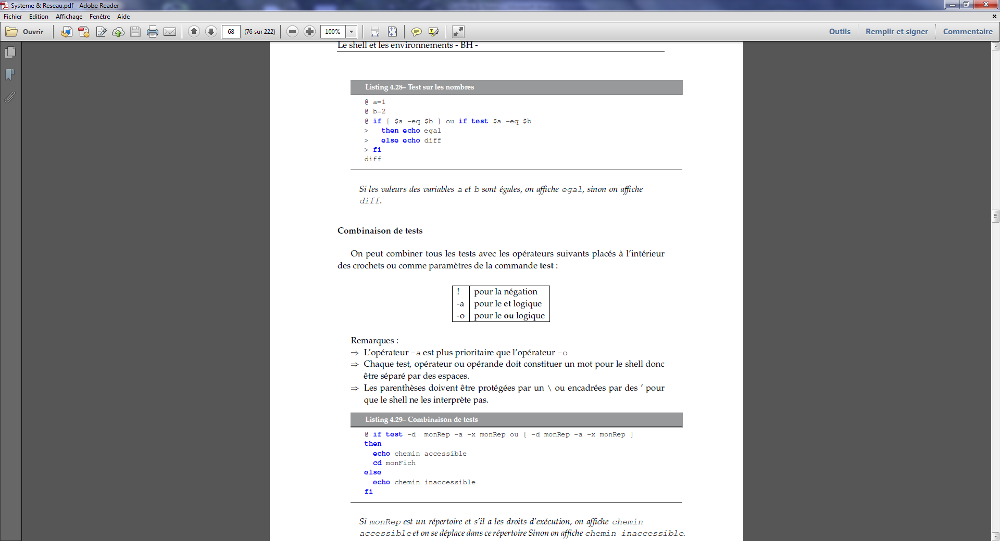 Systeme & Reseau.pdf - Adobe Reader
Fichier Edition Affichage Fenêtre Aide
Ouvrir 68 (76 sur 222) 100% Outils Remplir et signer Commentaire
Le shell et les environnements - BH -
Listing 4.28– Test sur les nombres
@ a=1
@ b=2
@ if [ $a -eq $b ] ou if test $a -eq $b
> then echo egal
> else echo diff
> fi
diff
Si les valeurs des variables a et b sont égales, on affiche egal, sinon on affiche
diff.
Combinaison de tests
On peut combiner tous les tests avec les opérateurs suivants placés à l'intérieur
des crochets ou comme paramètres de la commande test :
! pour la négation
-a pour le et logique
-o pour le ou logique
Remarques :
⇒ L'opérateur -a est plus prioritaire que l'opérateur -o
⇒ Chaque test, opérateur ou opérande doit constituer un mot pour le shell donc
être séparé par des espaces.
⇒ Les parenthèses doivent être protégées par un \ ou encadrées par des ' pour
que le shell ne les interprète pas.
Listing 4.29– Combinaison de tests
@ if test -d monRep -a -x monRep ou [ -d monRep -a -x monRep ]
then
echo chemin accessible
cd monFich
else
echo chemin inaccessible
fi
Si monRep est un répertoire et s'il a les droits d'exécution, on affiche chemin
accessible et on se déplace dans ce répertoire Sinon on affiche chemin inaccessible.